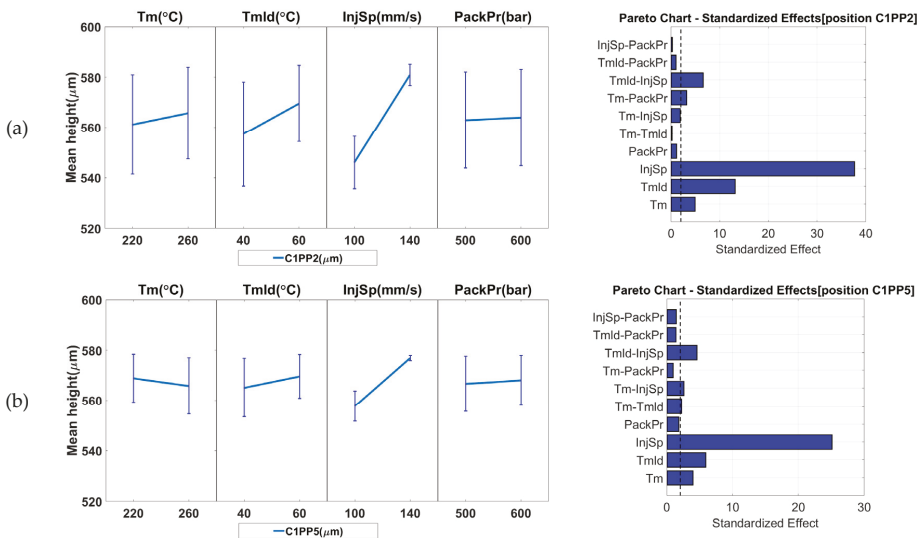 Tm(°C) Tmld(°C) InjSp(mm/s) PackPr(bar)
(a)
Mean height(μm)
600
580
560
540
520
220 260 40 60 100 140 500 600
C1PP2(μm)
Pareto Chart - Standardized Effects[position C1PP2]
InjSp-PackPr
Tmld-PackPr
Tmld-InjSp
Tm-PackPr
Tm-InjSp
Tm-Tmld
PackPr
InjSp
Tmld
Tm
0 10 20 30 40
Standardized Effect
Tm(°C) Tmld(°C) InjSp(mm/s) PackPr(bar)
(b)
Mean height(μm)
600
580
560
540
520
220 260 40 60 100 140 500 600
C1PP5(μm)
Pareto Chart - Standardized Effects[position C1PP5]
InjSp-PackPr
Tmld-PackPr
Tmld-InjSp
Tm-PackPr
Tm-InjSp
Tm-Tmld
PackPr
InjSp
Tmld
Tm
0 10 20 30
Standardized Effect